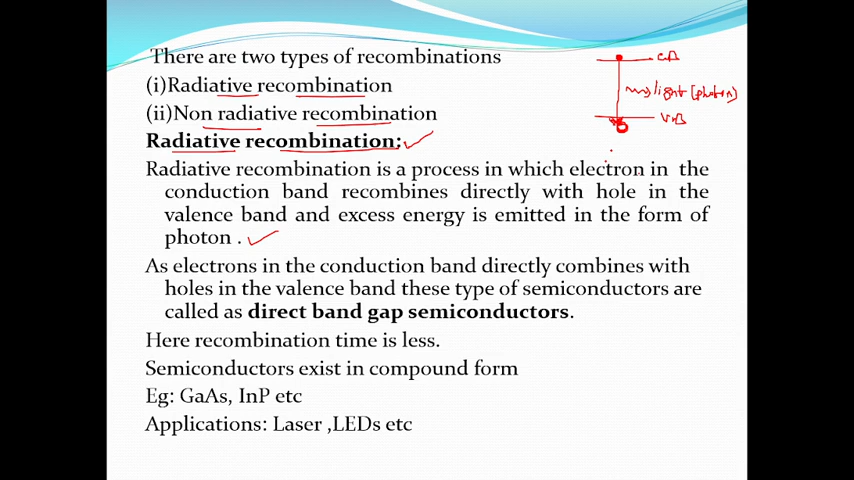 There are two types of recombinations
(i)Radiative recombination
(ii)Non radiative recombination
Radiative recombination:
Radiative recombination is a process in which electron in the
conduction band recombines directly with hole in the
valence band and excess energy is emitted in the form of
photon .
As electrons in the conduction band directly combines with
holes in the valence band these type of semiconductors are
called as direct band gap semiconductors.
Here recombination time is less.
Semiconductors exist in compound form
Eg: GaAs, InP etc
Applications: Laser ,LEDs etc
C.B
light (photon)
V.B